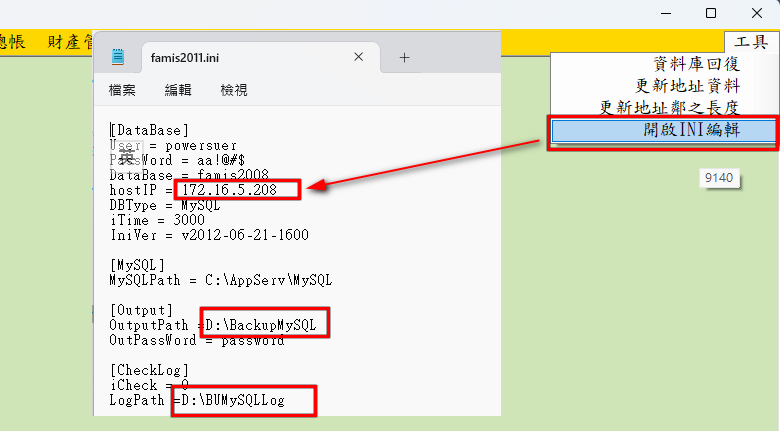 總帳 財產管
工具
資料庫回復
更新地址資料
更新地址鄰之長度
開啟INI編輯
9140
famis2011.ini
檔案 編輯 檢視
[DataBase]
User = powersuer
英
PassWord = aa!@#$
DataBase = famis2008
hostIP = 172.16.5.208
DBType = MySQL
iTime = 3000
IniVer = v2012-06-21-1600
[MySQL]
MySQLPath = C:\AppServ\MySQL
[Output]
OutputPath =D:\BackupMySQL
OutPassWord = password
[CheckLog]
iCheck = 0
LogPath =D:\BUMySQLLog